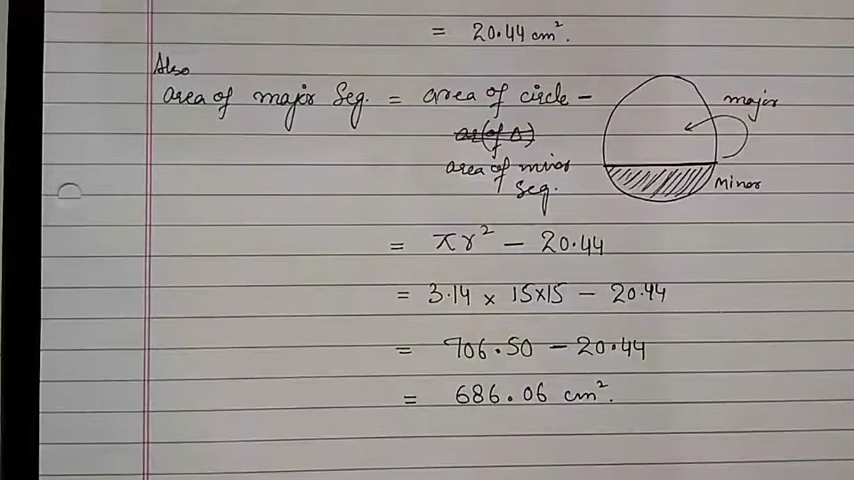 = 20.44 cm².
Also
area of major Seg. = area of circle -
ar(of Δ)
area of minor
seg.
major
Minor
= πr² - 20.44
= 3.14 × 15×15 - 20.44
= 706.50 - 20.44
= 686.06 cm².